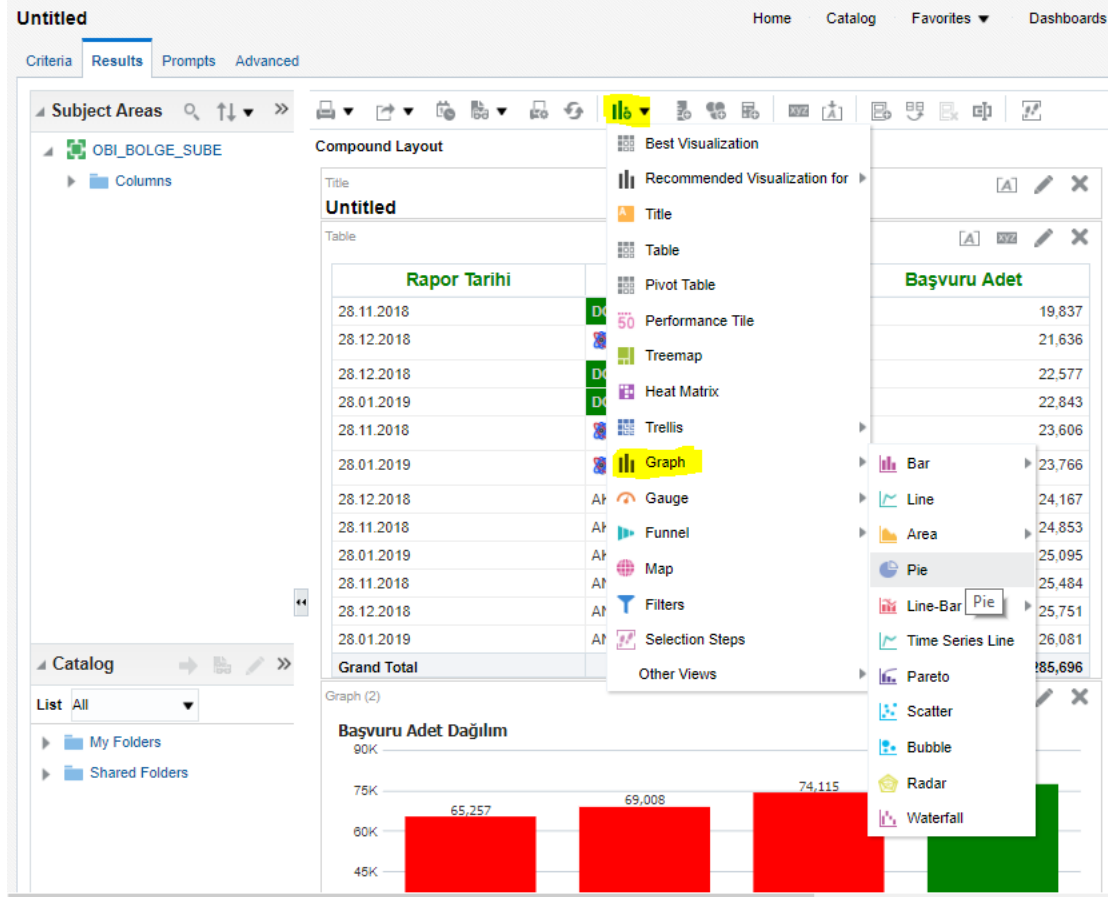 Untitled
Home Catalog Favorites Dashboards
Criteria Results Prompts Advanced
Subject Areas
OBI_BOLGE_SUBE
Columns
Compound Layout
Title
Untitled
Table
Rapor Tarihi Başvuru Adet
28.11.2018 19,837
28.12.2018 21,636
28.12.2018 22,577
28.01.2019 22,843
28.11.2018 23,606
28.01.2019 23,766
28.12.2018 24,167
28.11.2018 24,853
28.01.2019 25,095
28.11.2018 25,484
28.12.2018 25,751
28.01.2019 26,081
Grand Total 285,696
Best Visualization
Recommended Visualization for
Title
Table
Pivot Table
50 Performance Tile
Treemap
Heat Matrix
Trellis
Graph
Gauge
Funnel
Map
Filters
Selection Steps
Other Views
Bar
Line
Area
Pie
Line-Bar
Pie
Time Series Line
Pareto
Scatter
Bubble
Radar
Waterfall
Catalog
List All
My Folders
Shared Folders
Graph (2)
Başvuru Adet Dağılım
90K
75K
60K
45K
65,257
69,008
74,115